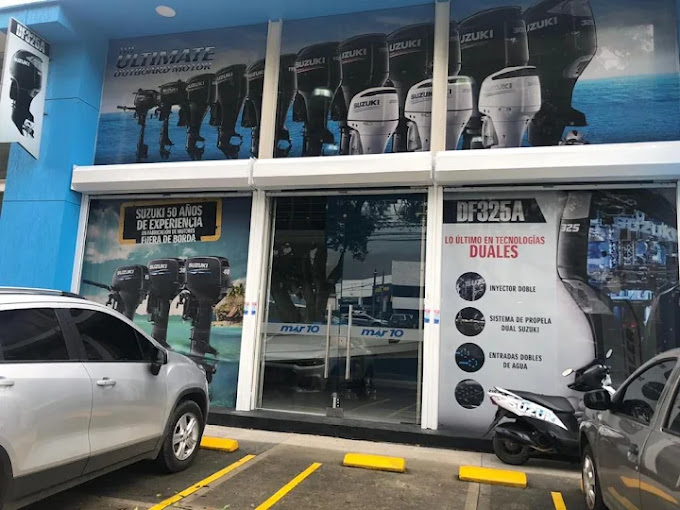 DF325A
THE
ULTIMATE
OUTBOARD MOTOR
SUZUKI
SUZUKI
SUZUKI
SUZUKI
SUZUKI
SUZUKI
SUZUKI
SUZUKI 50 AÑOS
DE EXPERIENCIA
EN FABRICACIÓN DE MOTORES
FUERA DE BORDA
SUZUKI
SUZUKI
SUZUKI
mar 10
mar 10
DF325A
LO ÚLTIMO EN TECNOLOGÍAS
DUALES
325
INYECTOR DOBLE
SISTEMA DE PROPELA
DUAL SUZUKI
ENTRADAS DOBLES
DE AGUA
SUZUKI